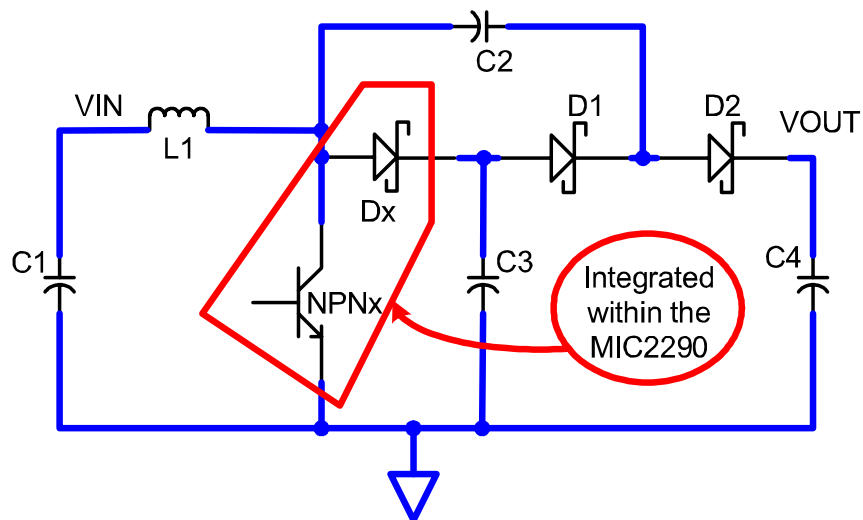 C2
VIN
D1
D2
VOUT
L1
Dx
C1
C3
C4
NPNx
Integrated
within the
MIC2290